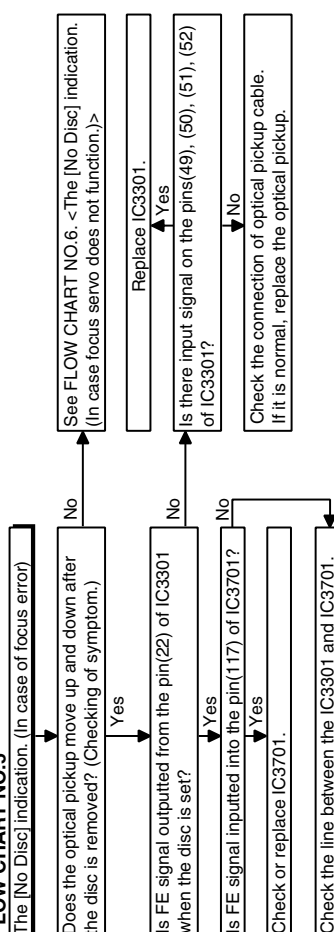 LOW CHART NO.5
The [No Disc] indication. (In case of focus error)
Does the optical pickup move up and down after
the disc is removed? (Checking of symptom.)
No
See FLOW CHART NO.6. <The [No Disc] indication.
(In case focus servo does not function.)>
Yes
Is FE signal outputted from the pin(22) of IC3301
when the disc is set?
No
Is there input signal on the pins(49), (50), (51), (52)
of IC3301?
Yes
Replace IC3301.
No
Check the connection of optical pickup cable.
If it is normal, replace the optical pickup.
Yes
Is FE signal inputted into the pin(117) of IC3701?
No
Yes
Check or replace IC3701.
Check the line between the IC3301 and IC3701.